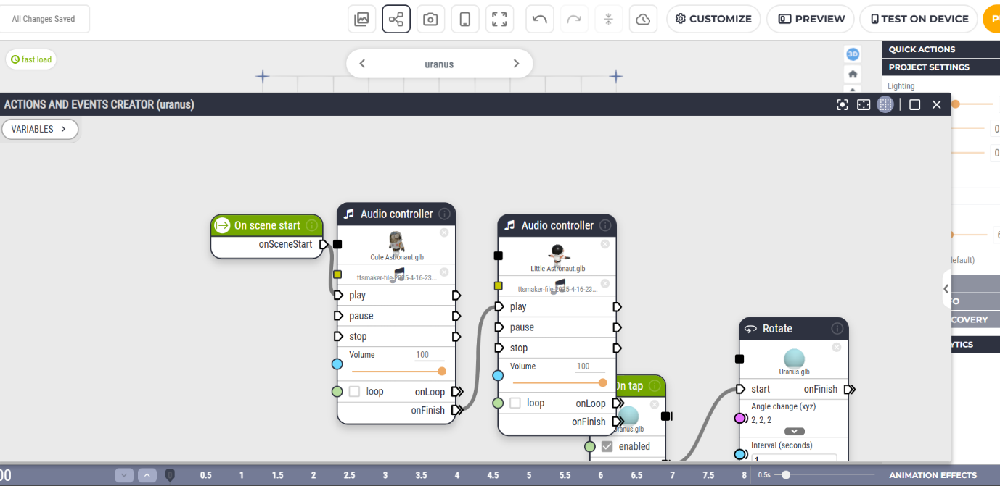 All Changes Saved
CUSTOMIZE
PREVIEW
TEST ON DEVICE
P
fast load
uranus
3D
QUICK ACTIONS
PROJECT SETTINGS
Lighting
ACTIONS AND EVENTS CREATOR (uranus)
VARIABLES
0
0
On scene start
onSceneStart
Audio controller
Cute Astronaut.glb
ttsmaker-file-2025-4-16-23...
play
pause
stop
Volume
100
loop
onLoop
onFinish
Audio controller
Little Astronaut.glb
ttsmaker-file-2025-4-16-23...
play
pause
stop
Volume
100
loop
onLoop
onFinish
On tap
Uranus.glb
enabled
Rotate
Uranus.glb
start
onFinish
Angle change (xyz)
2, 2, 2
Interval (seconds)
1
6
efault)
FO
COVERY
YTICS
00
0
0.5
1
1.5
2
2.5
3
3.5
4
4.5
5
5.5
6
6.5
7
7.5
8
0.5s
ANIMATION EFFECTS